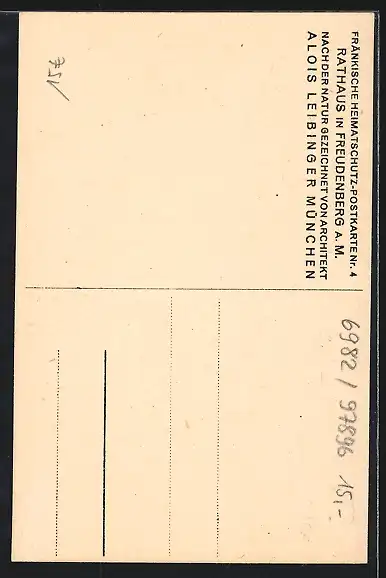 FRÄNKISCHE HEIMATSCHUTZ-POSTKARTE Nr. 4
RATHAUS IN FREUDENBERG A. M.
NACH DER NATUR GEZEICHNET VON ARCHITEKT
ALOIS LEIBINGER MÜNCHEN
6982 / 97896 15,-